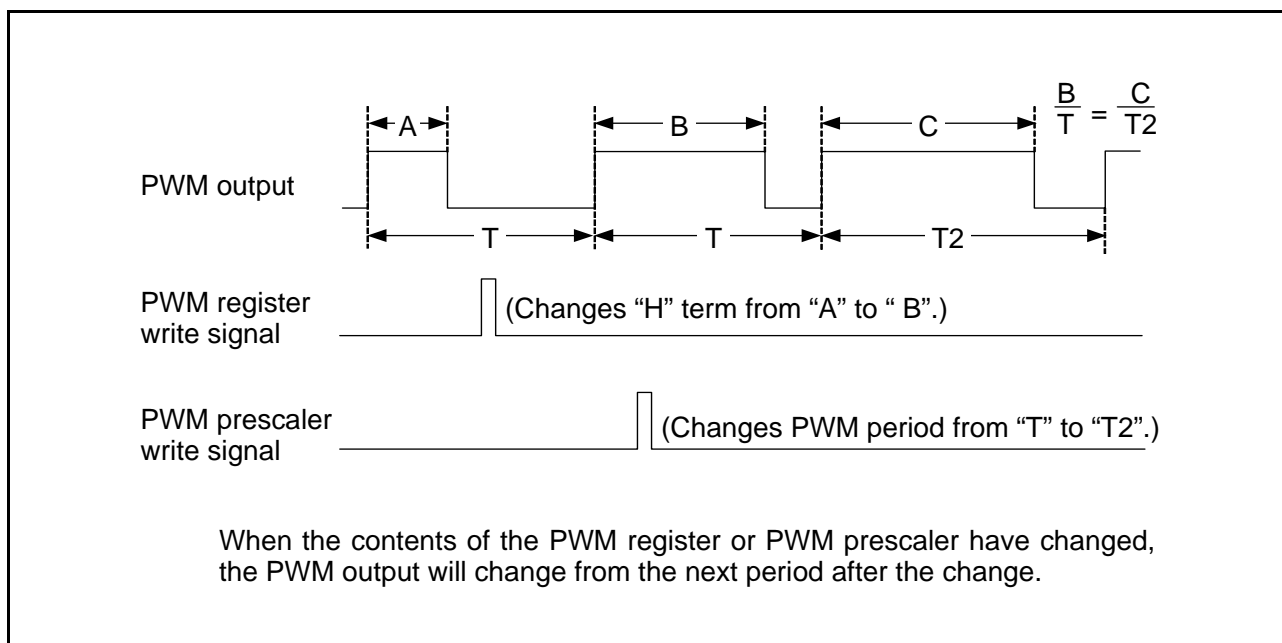 A
B
C
B/T = C/T2
PWM output
T
T
T2
PWM register
write signal
(Changes “H” term from “A” to “ B”.)
PWM prescaler
write signal
(Changes PWM period from “T” to “T2”.)
When the contents of the PWM register or PWM prescaler have changed,
the PWM output will change from the next period after the change.